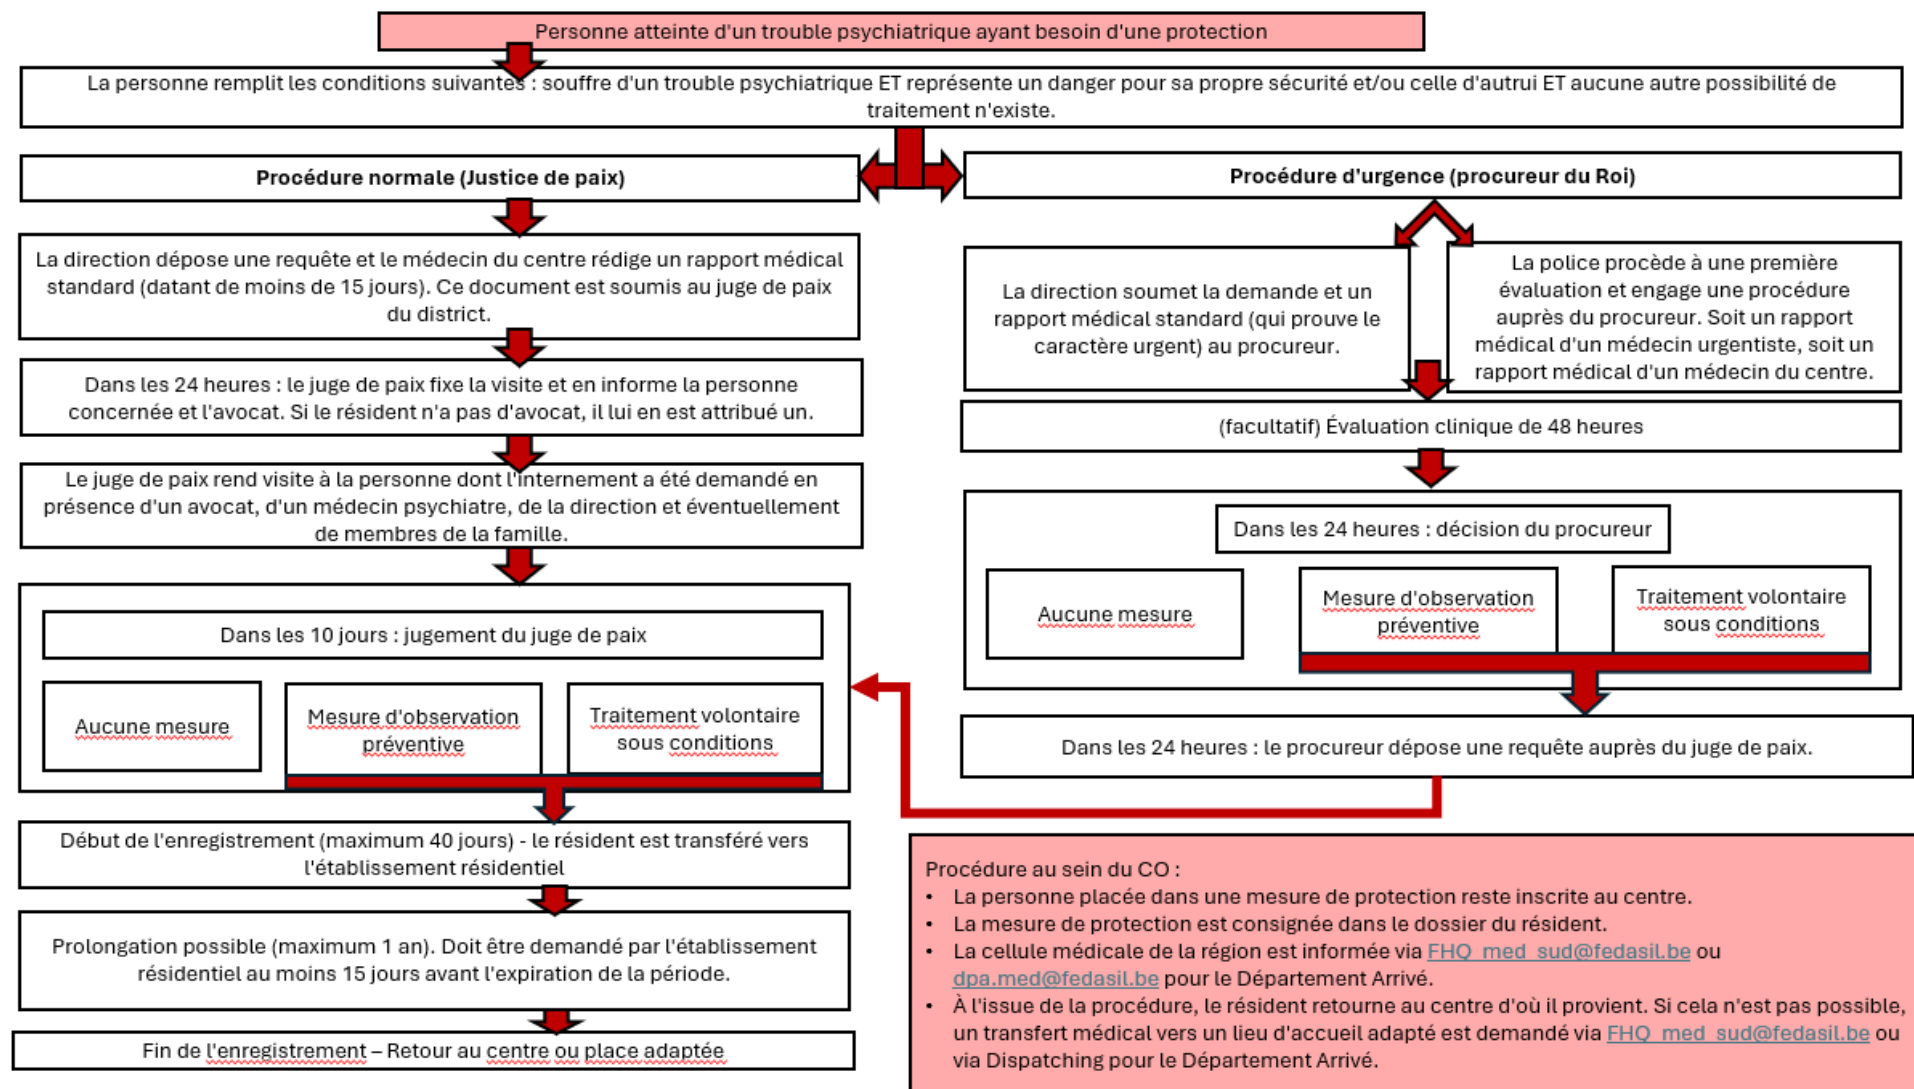 Personne atteinte d'un trouble psychiatrique ayant besoin d'une protection
La personne remplit les conditions suivantes : souffre d'un trouble psychiatrique ET représente un danger pour sa propre sécurité et/ou celle d'autrui ET aucune autre possibilité de
traitement n'existe.
Procédure normale (Justice de paix)
La direction dépose une requête et le médecin du centre rédige un rapport médical
standard (datant de moins de 15 jours). Ce document est soumis au juge de paix
du district.
Dans les 24 heures : le juge de paix fixe la visite et en informe la personne
concernée et l'avocat. Si le résident n'a pas d'avocat, il lui en est attribué un.
Le juge de paix rend visite à la personne dont l'internement a été demandé en
présence d'un avocat, d'un médecin psychiatre, de la direction et éventuellement
de membres de la famille.
Dans les 10 jours : jugement du juge de paix
Aucune mesure
Mesure d'observation
préventive
Traitement volontaire
sous conditions
Début de l'enregistrement (maximum 40 jours) - le résident est transféré vers
l'établissement résidentiel
Prolongation possible (maximum 1 an). Doit être demandé par l'établissement
résidentiel au moins 15 jours avant l'expiration de la période.
Fin de l'enregistrement – Retour au centre ou place adaptée
Procédure d'urgence (procureur du Roi)
La direction soumet la demande et un
rapport médical standard (qui prouve le
caractère urgent) au procureur.
La police procède à une première
évaluation et engage une procédure
auprès du procureur. Soit un rapport
médical d'un médecin urgentiste, soit un
rapport médical d'un médecin du centre.
(facultatif) Évaluation clinique de 48 heures
Dans les 24 heures : décision du procureur
Aucune mesure
Mesure d'observation
préventive
Traitement volontaire
sous conditions
Dans les 24 heures : le procureur dépose une requête auprès du juge de paix.
Procédure au sein du CO :
• La personne placée dans une mesure de protection reste inscrite au centre.
• La mesure de protection est consignée dans le dossier du résident.
• La cellule médicale de la région est informée via FHQ_med_sud@fedasil.be ou
dpa.med@fedasil.be pour le Département Arrivé.
• À l'issue de la procédure, le résident retourne au centre d'où il provient. Si cela n'est pas possible,
un transfert médical vers un lieu d'accueil adapté est demandé via FHQ_med_sud@fedasil.be ou
via Dispatching pour le Département Arrivé.